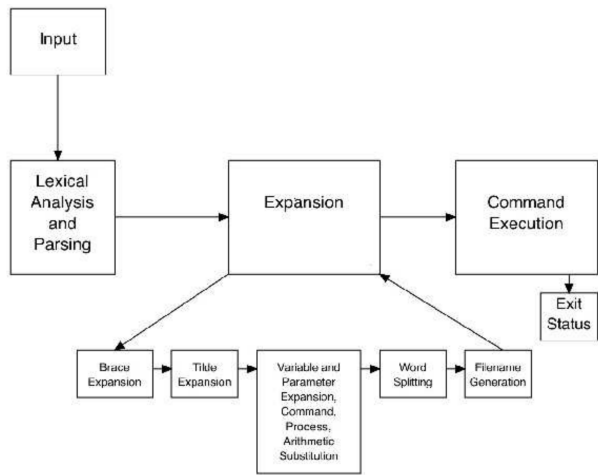 Input
Lexical
Analysis
and
Parsing
Expansion
Command
Execution
Exit
Status
Brace
Expansion
Tilde
Expansion
Variable and
Parameter
Expansion,
Command,
Process,
Arithmetic
Substitution
Word
Splitting
Filename
Generation